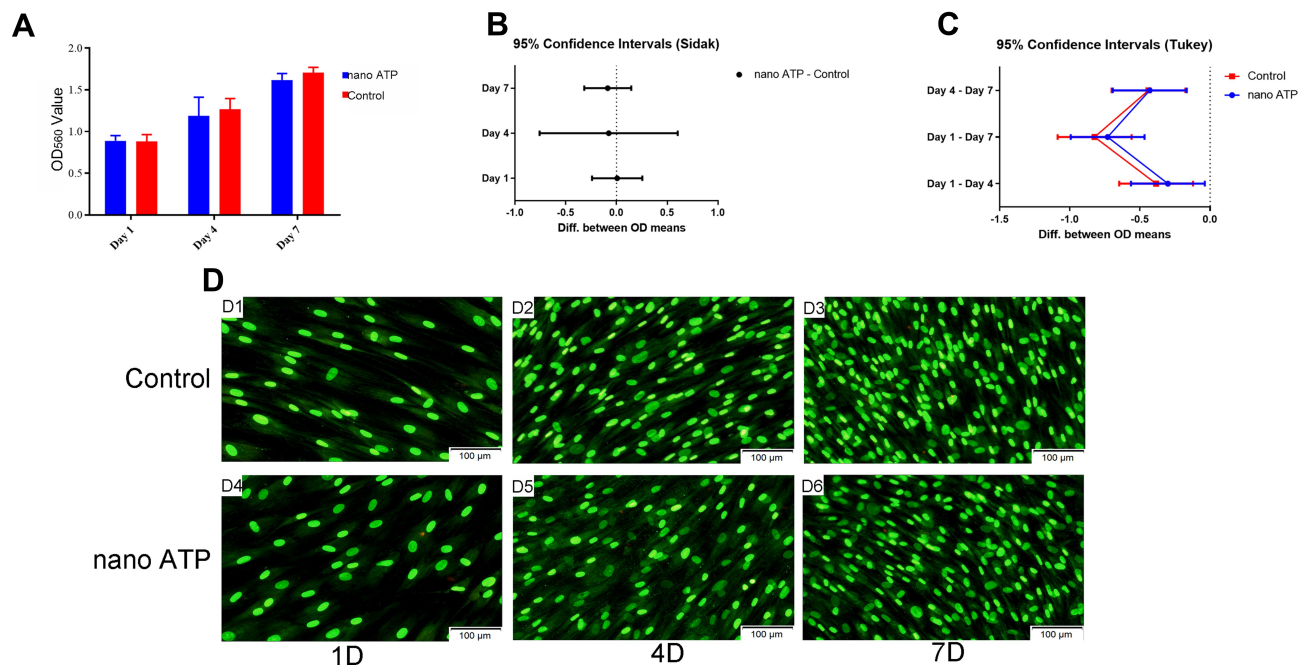 A
2.0
1.5
1.0
0.5
0.0
OD560 Value
Day 1
Day 4
Day 7
nano ATP
Control
B
95% Confidence Intervals (Sidak)
Day 7
Day 4
Day 1
-1.0
-0.5
0.0
0.5
1.0
Diff. between OD means
nano ATP - Control
C
95% Confidence Intervals (Tukey)
Day 4 - Day 7
Day 1 - Day 7
Day 1 - Day 4
-1.5
-1.0
-0.5
0.0
Diff. between OD means
Control
nano ATP
D
Control
D1
100 µm
D2
100 µm
D3
100 µm
nano ATP
D4
100 µm
D5
100 µm
D6
100 µm
1D
4D
7D